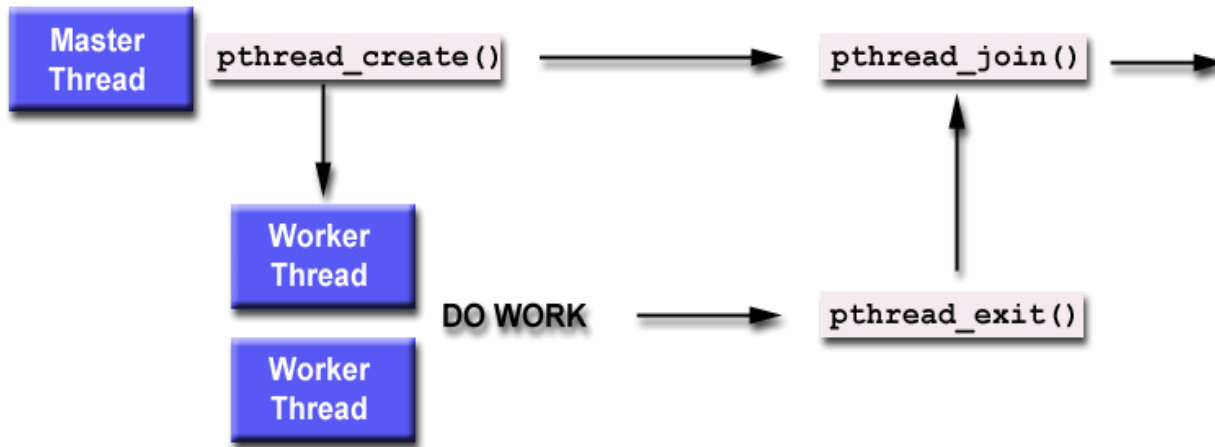 Master
Thread
pthread_create()
pthread_join()
Worker
Thread
DO WORK
pthread_exit()
Worker
Thread